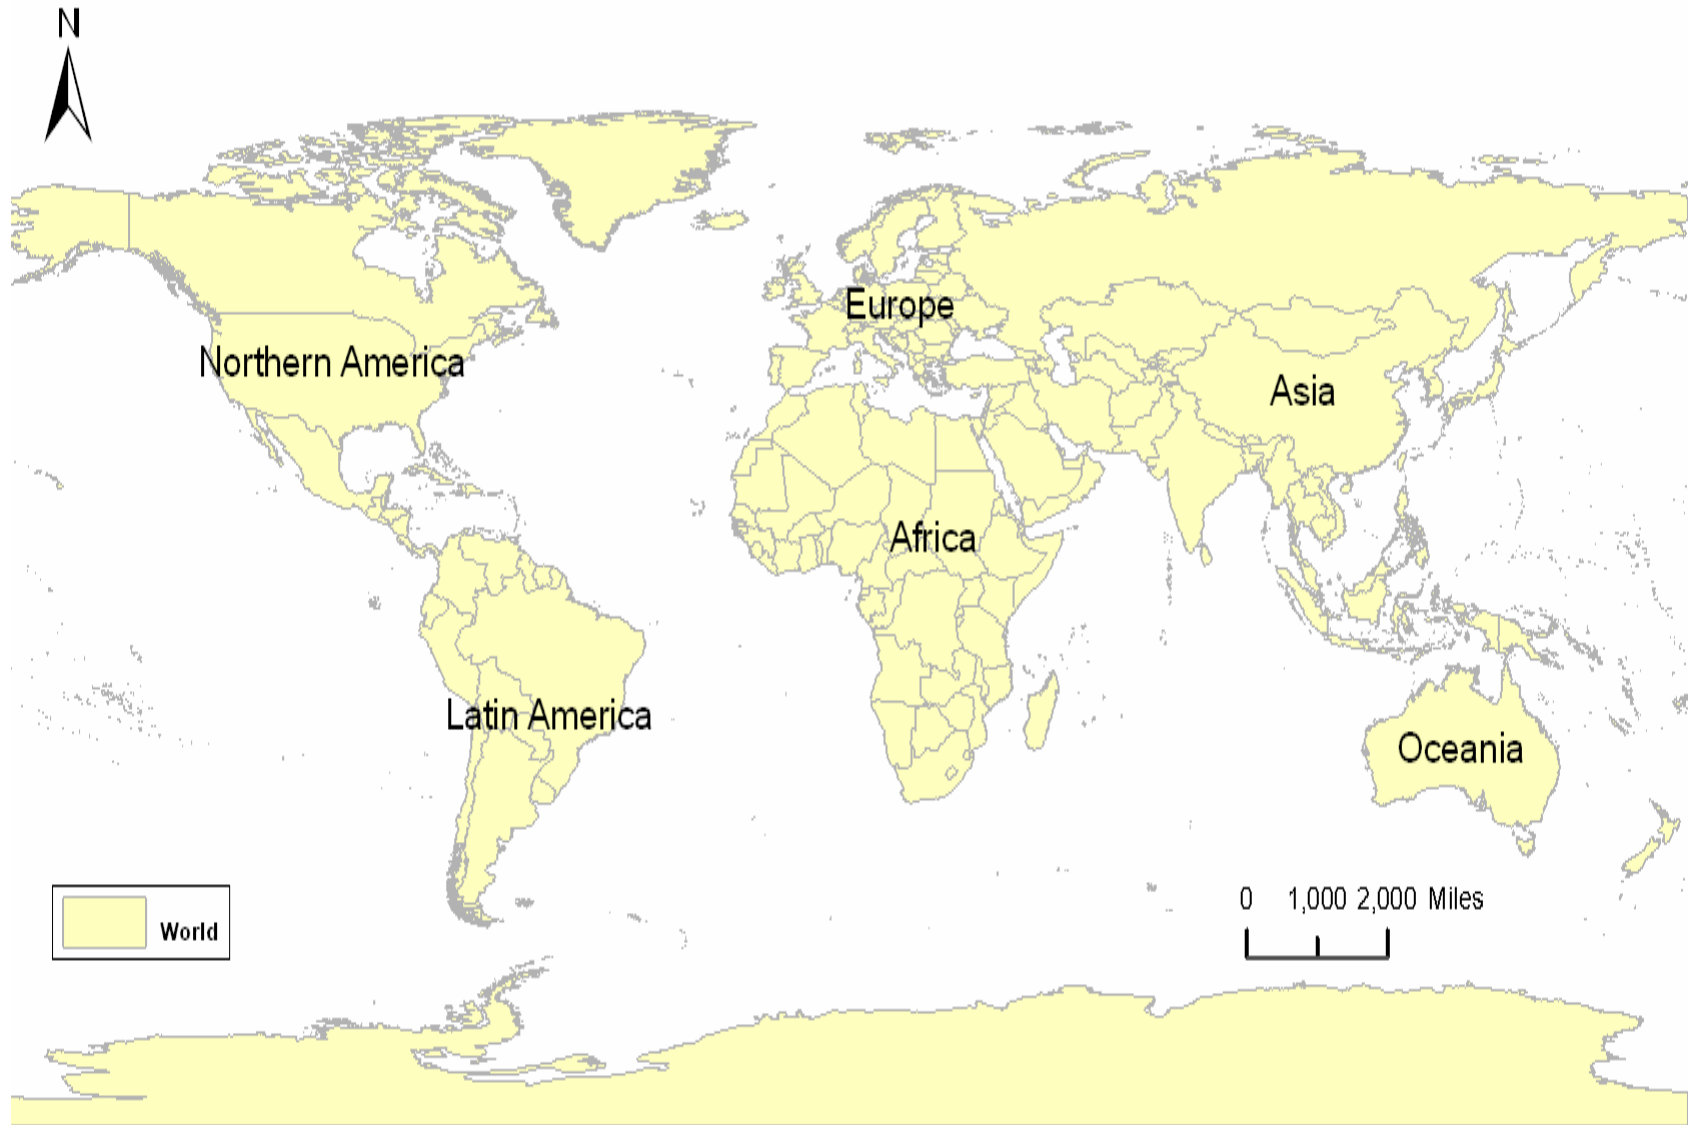 N
Europe
Northern America
Asia
Africa
Latin America
Oceania
0 1,000 2,000 Miles
World